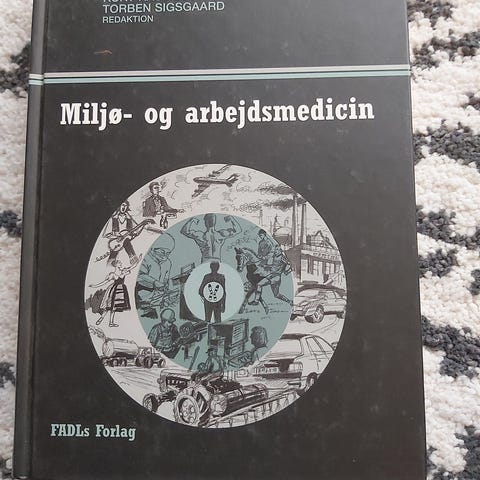 TORBEN SIGSGAARD
REDAKTION
Miljø- og arbejdsmedicin
FADLs Forlag